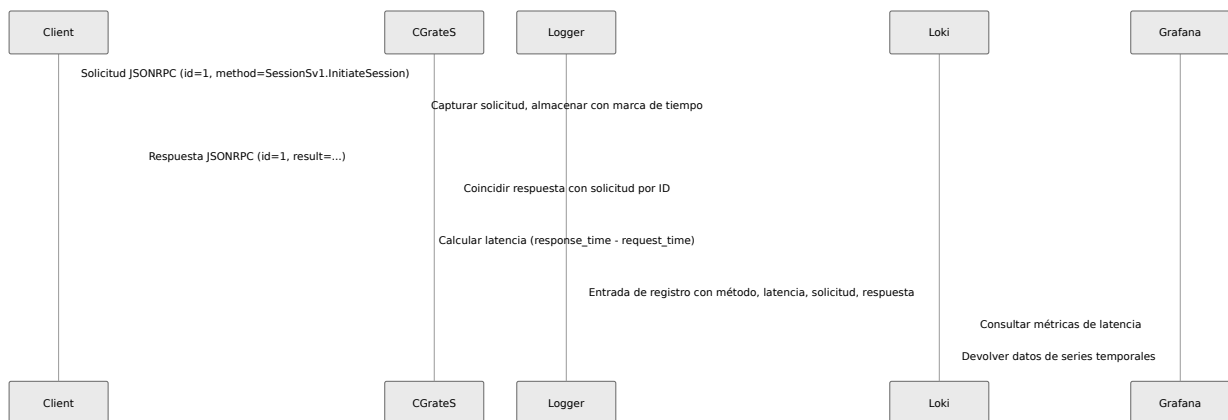 Client
CGrateS
Logger
Loki
Grafana
Solicitud JSONRPC (id=1, method=SessionSv1.InitiateSession)
Capturar solicitud, almacenar con marca de tiempo
Respuesta JSONRPC (id=1, result=...)
Coincidir respuesta con solicitud por ID
Calcular latencia (response_time - request_time)
Entrada de registro con método, latencia, solicitud, respuesta
Consultar métricas de latencia
Devolver datos de series temporales
Client
CGrateS
Logger
Loki
Grafana